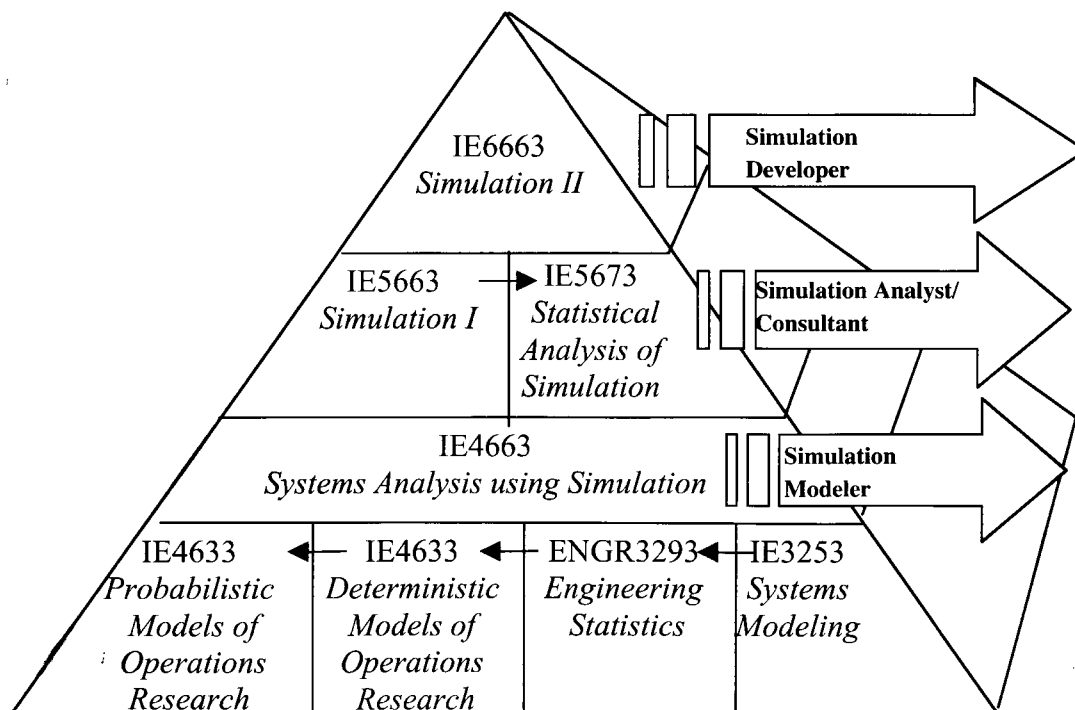 IE6663
Simulation II
Simulation
Developer
IE5663
Simulation I
IE5673
Statistical
Analysis of
Simulation
Simulation Analyst/
Consultant
IE4663
Systems Analysis using Simulation
Simulation
Modeler
IE4633
Probabilistic
Models of
Operations
Research
IE4633
Deterministic
Models of
Operations
Research
ENGR3293
Engineering
Statistics
IE3253
Systems
Modeling